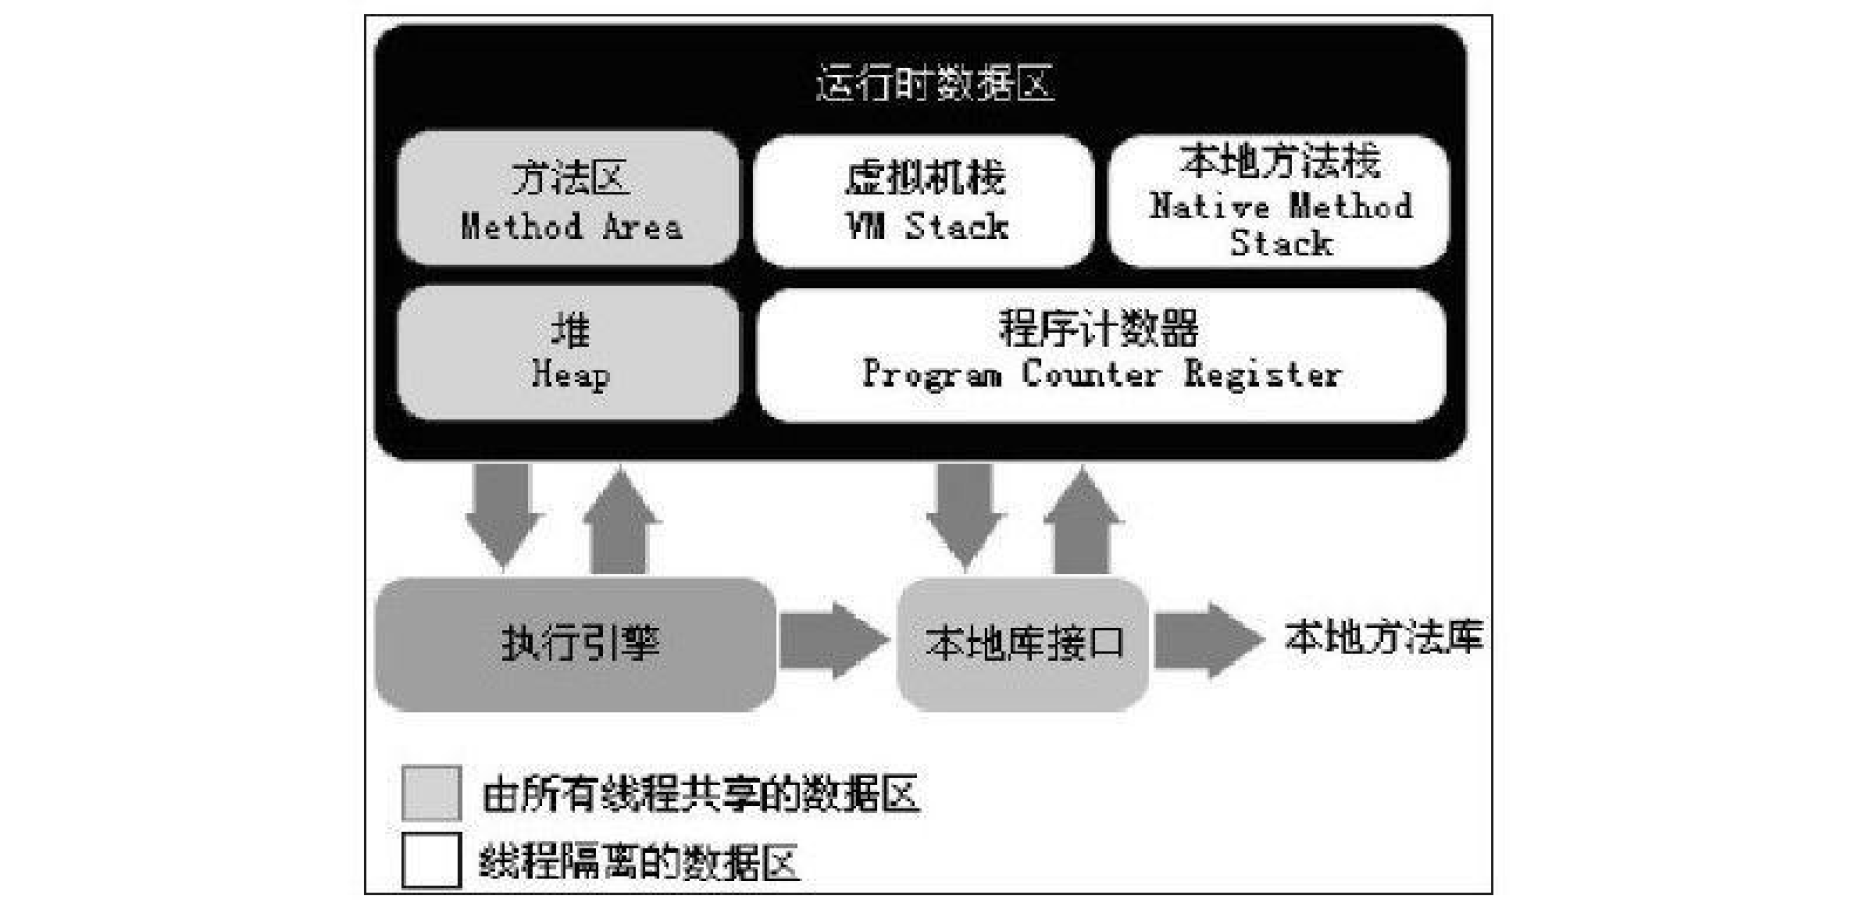 运行时数据区
方法区
Method Area
虚拟机栈
VM Stack
本地方法栈
Native Method
Stack
堆
Heap
程序计数器
Program Counter Register
执行引擎
本地库接口
本地方法库
由所有线程共享的数据区
线程隔离的数据区